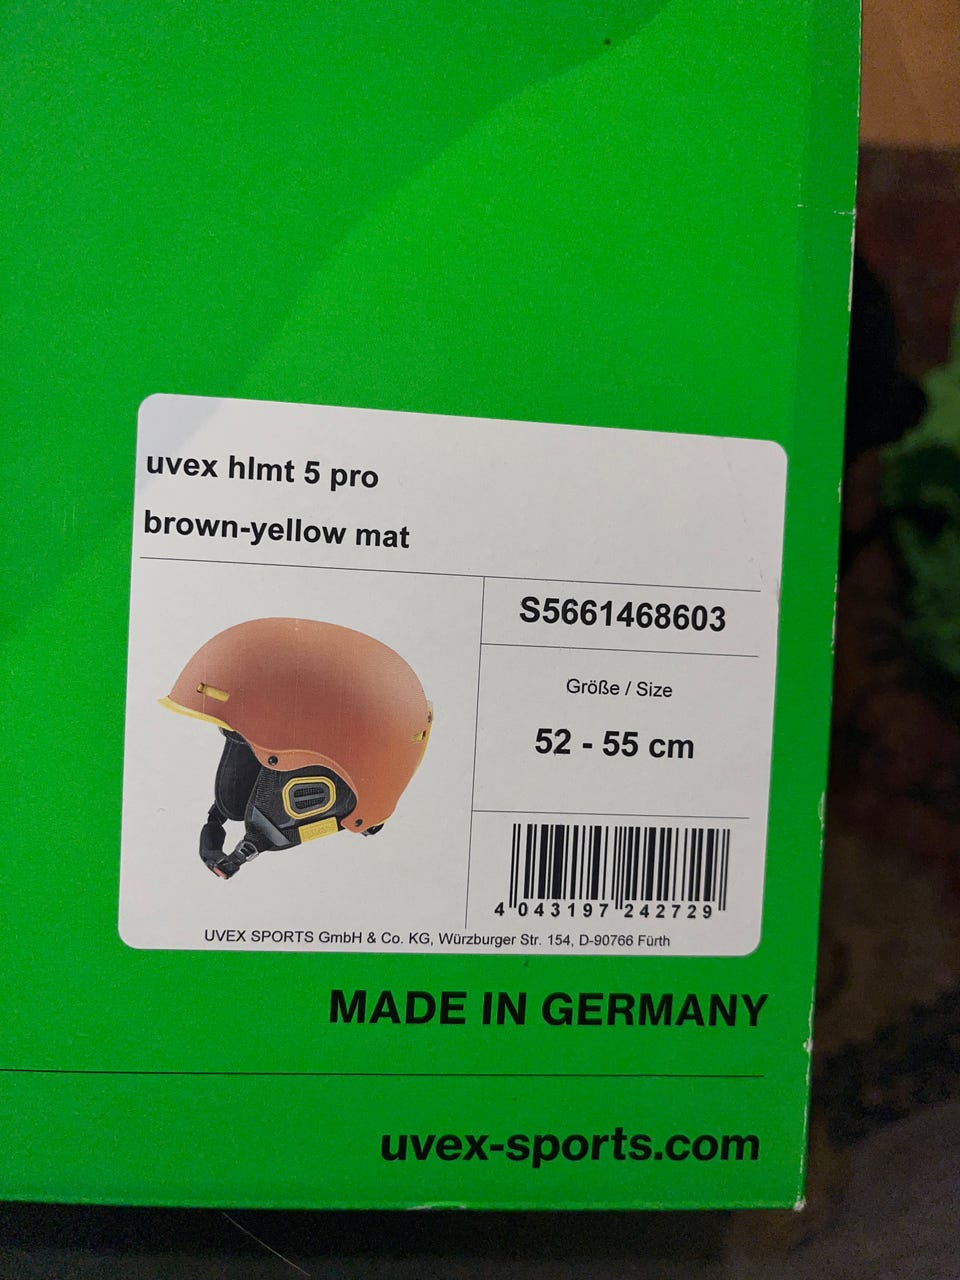 uvex hlmt 5 pro
brown-yellow mat
S5661468603
Größe / Size
52 - 55 cm
4 043197 242729
UVEX SPORTS GmbH & Co. KG, Würzburger Str. 154, D-90766 Fürth
MADE IN GERMANY
uvex-sports.com